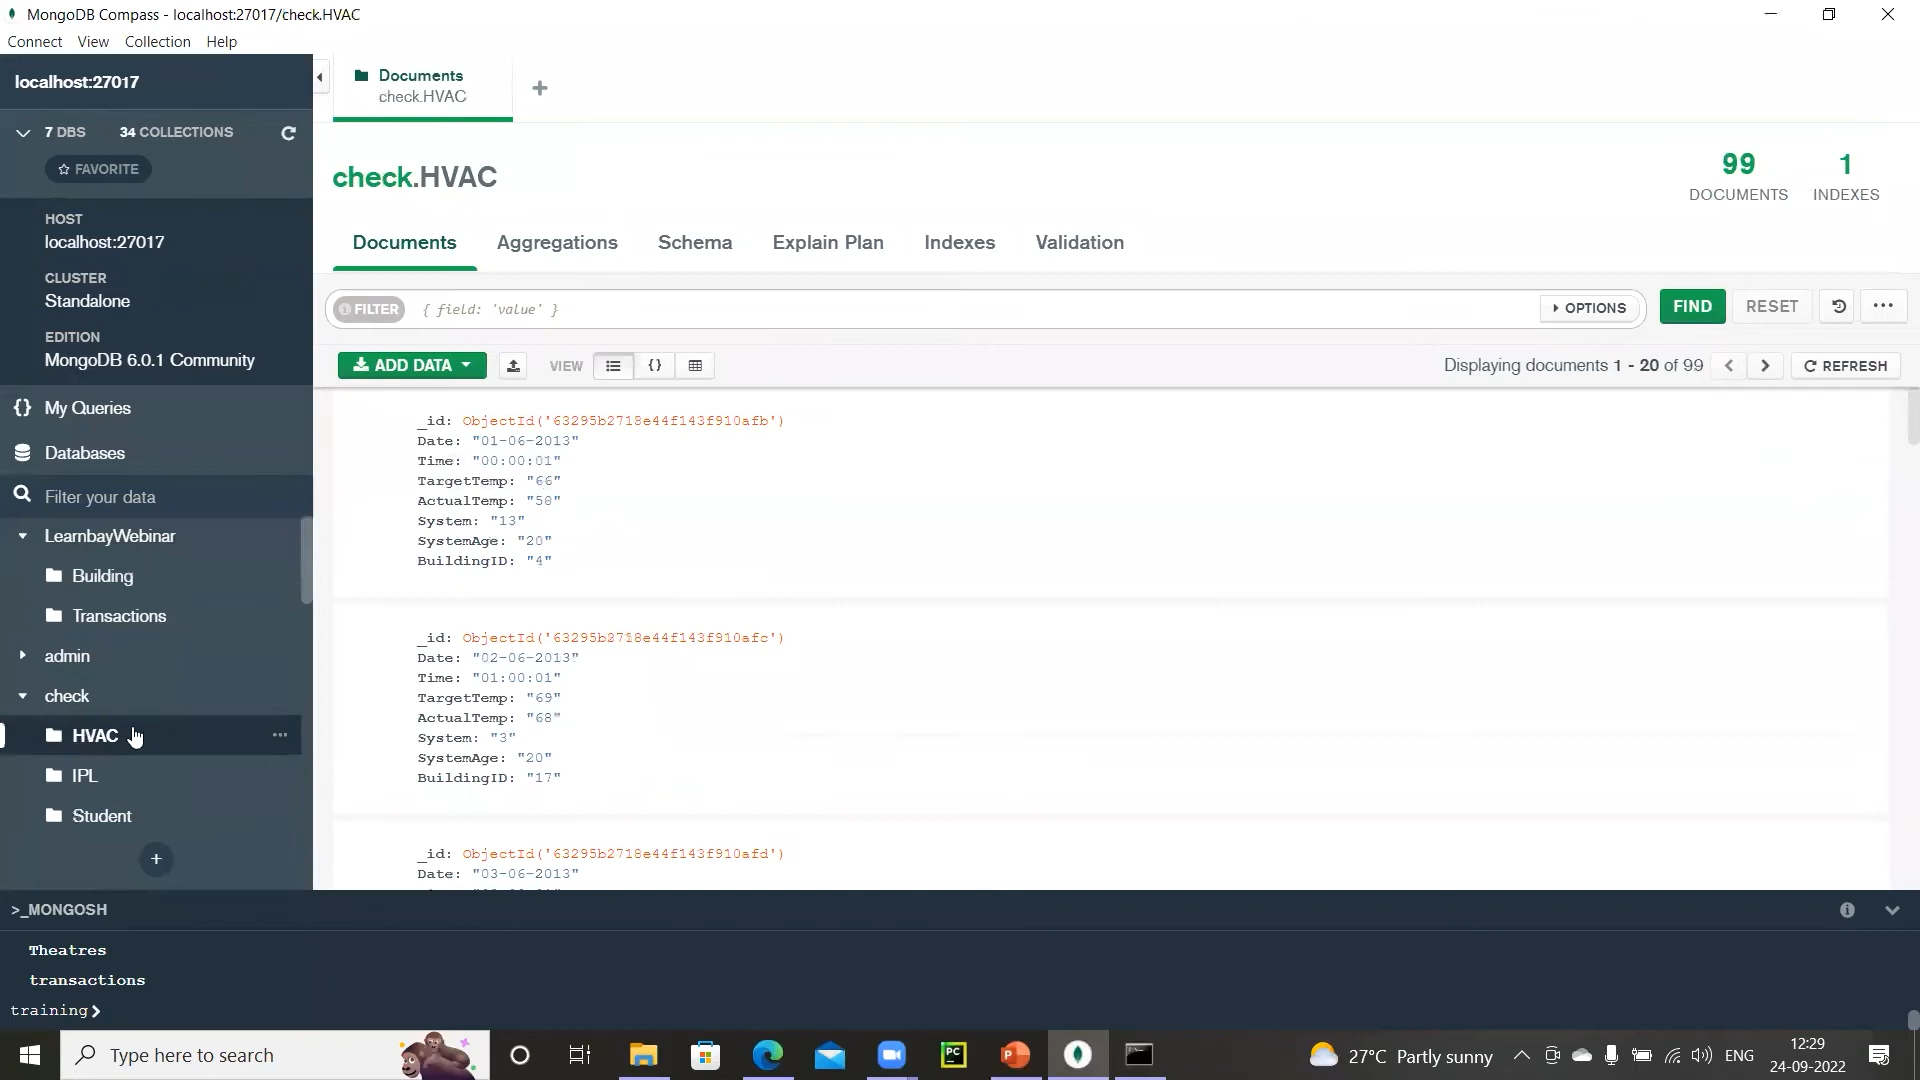 MongoDB Compass - localhost:27017/check.HVAC
Connect View Collection Help
localhost:27017
7 DBS 34 COLLECTIONS
FAVORITE
HOST
localhost:27017
CLUSTER
Standalone
EDITION
MongoDB 6.0.1 Community
{} My Queries
Databases
Filter your data
LearnbayWebinar
Building
Transactions
admin
check
HVAC
IPL
Student
+
Documents
check.HVAC
+
check.HVAC
99
DOCUMENTS
1
INDEXES
Documents Aggregations Schema Explain Plan Indexes Validation
FILTER { field: 'value' } OPTIONS FIND RESET
ADD DATA VIEW {} Displaying documents 1 - 20 of 99 REFRESH
_id: ObjectId('63295b2718e44f143f910afb')
Date: "01-06-2013"
Time: "00:00:01"
TargetTemp: "66"
ActualTemp: "58"
System: "13"
SystemAge: "20"
BuildingID: "4"
_id: ObjectId('63295b2718e44f143f910afc')
Date: "02-06-2013"
Time: "01:00:01"
TargetTemp: "69"
ActualTemp: "68"
System: "3"
SystemAge: "20"
BuildingID: "17"
_id: ObjectId('63295b2718e44f143f910afd')
Date: "03-06-2013"
>_MONGOSH
Theatres
transactions
training>
Type here to search
27°C Partly sunny
ENG
12:29
24-09-2022